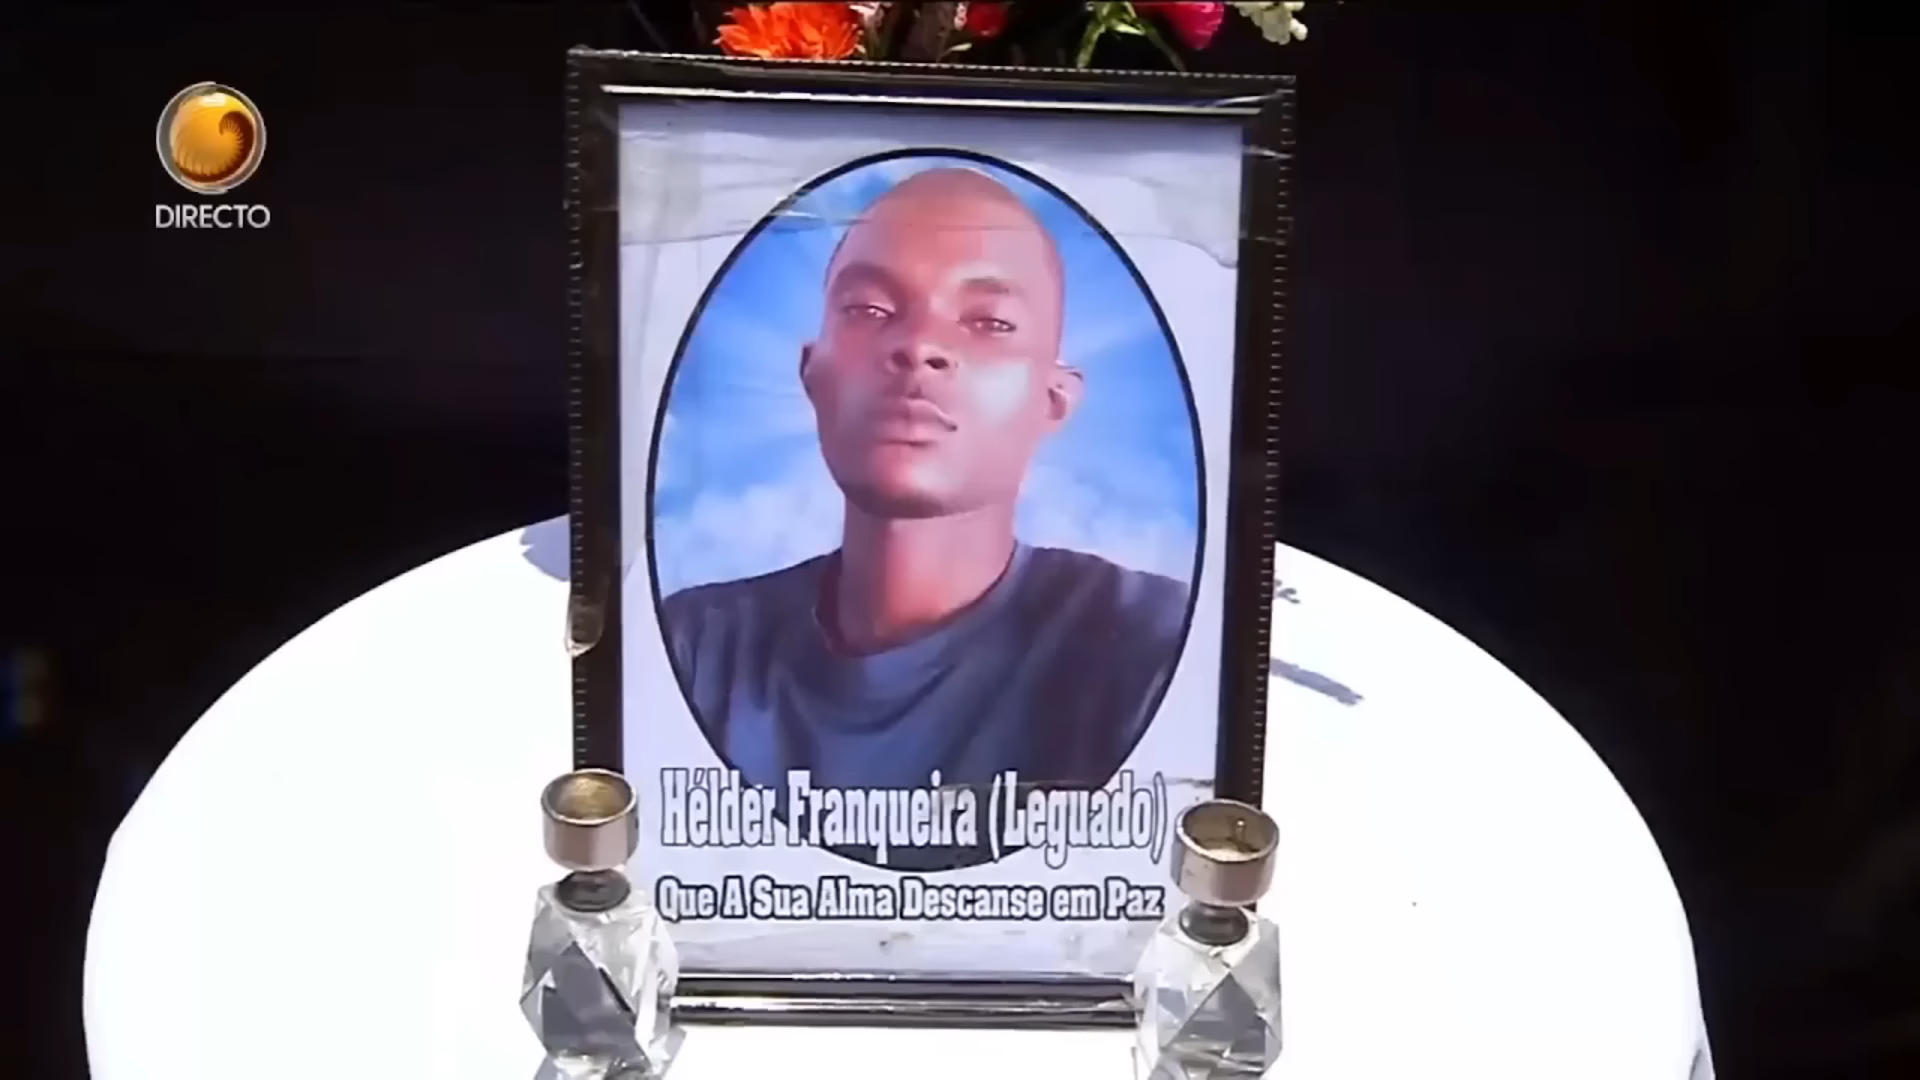 DIRECTO
Hélder Franqueira (Leguado)
Que A Sua Alma Descanse em Paz